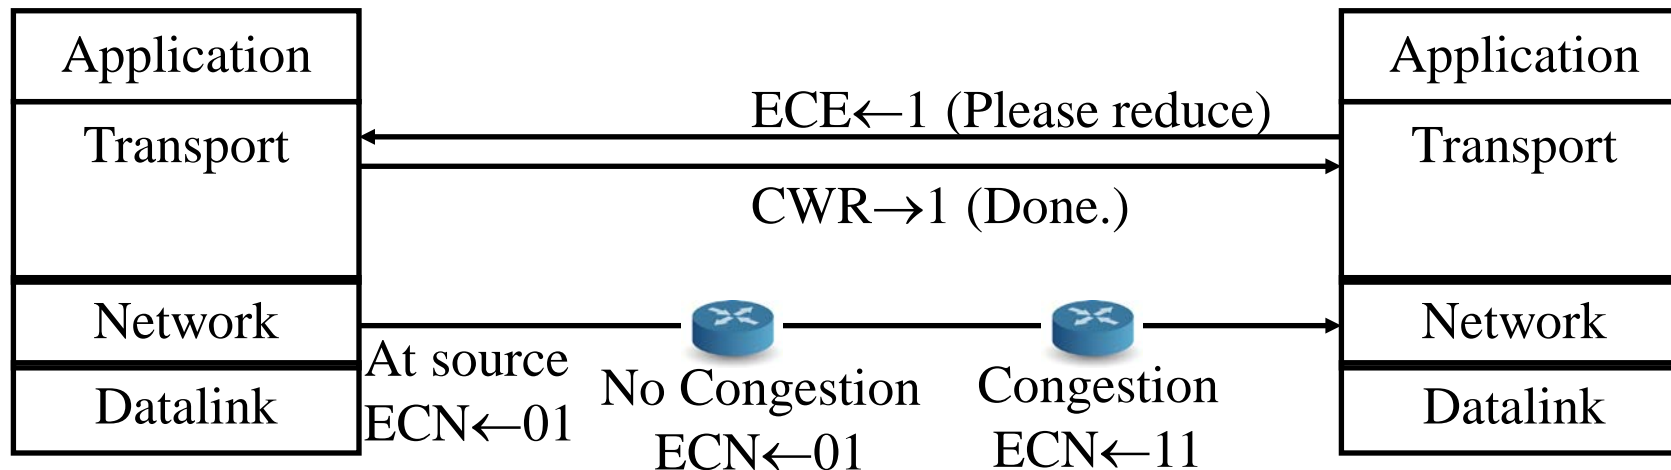 Application
Transport
Network
Datalink
ECE←1 (Please reduce)
CWR→1 (Done.)
At source
ECN←01
No Congestion
ECN←01
Congestion
ECN←11
Application
Transport
Network
Datalink